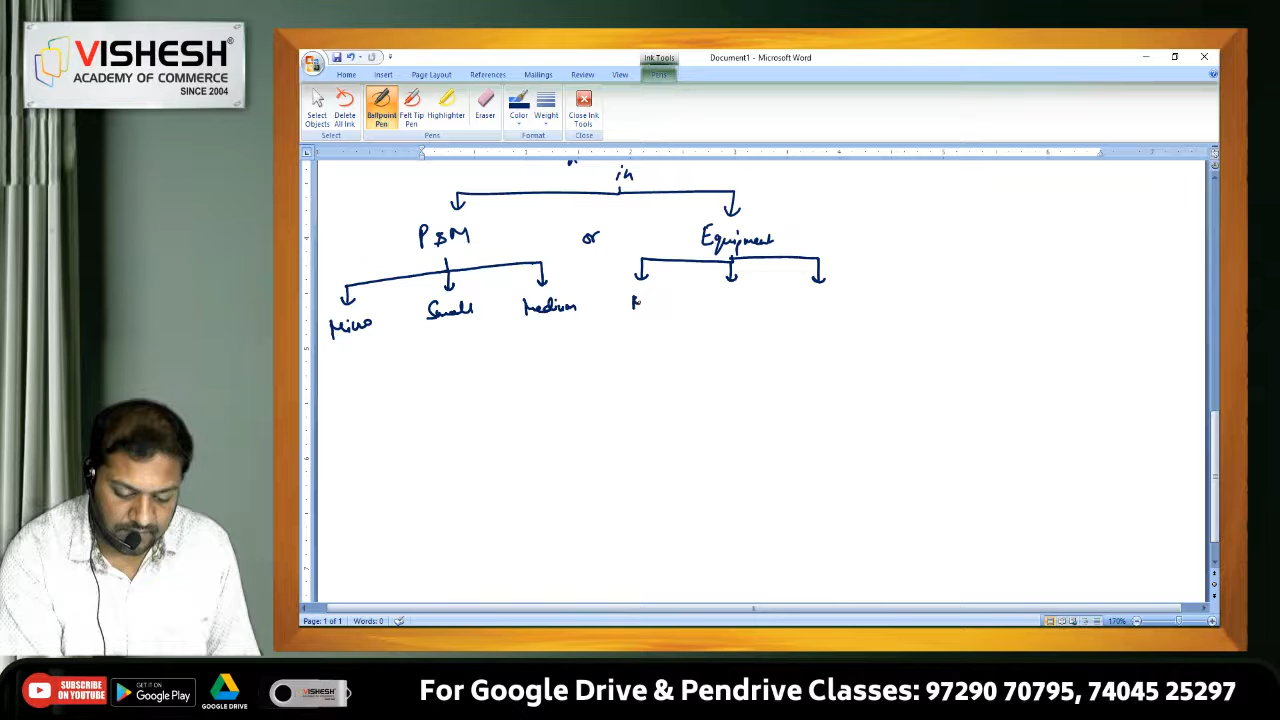 VISHESH®
ACADEMY OF COMMERCE
SINCE 2004
Ink Tools
Document1 - Microsoft Word
Home Insert Page Layout References Mailings Review View Pens
Select Objects
Delete All Ink
Ballpoint Pen
Felt Tip Pen
Highlighter
Eraser
Color
Weight
Close Ink Tools
Select Pens Format Close
in
P & M or Equipment
Micro Small Medium M
Page: 1 of 1 Words: 0 170%
SUBSCRIBE ON YOUTUBE
GET IT ON Google Play
GOOGLE DRIVE
VISHESH
For Google Drive & Pendrive Classes: 97290 70795, 74045 25297